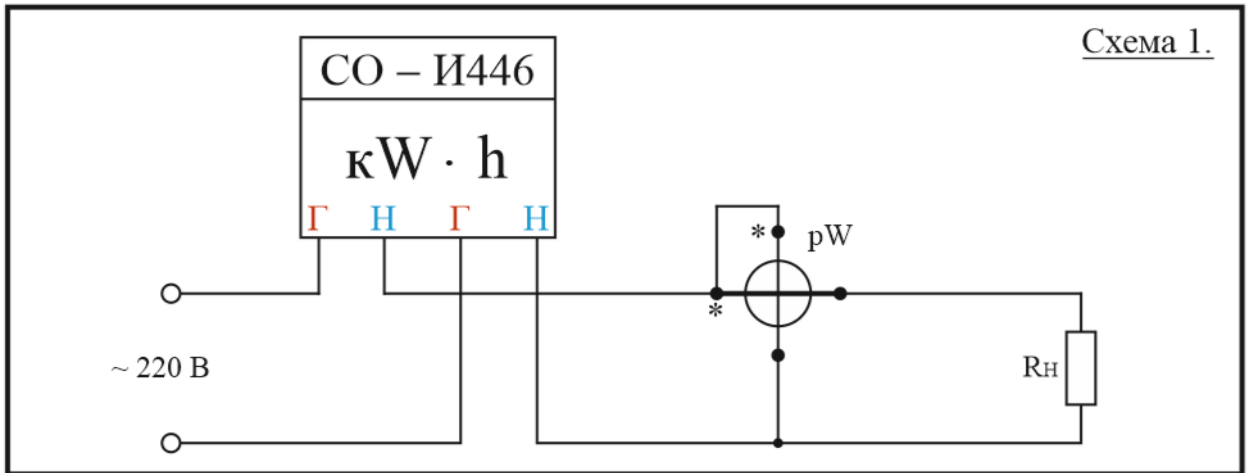 Схема 1.
СО – И446
кW · h
Г Н Г Н
* pW
*
~ 220 В
Rн